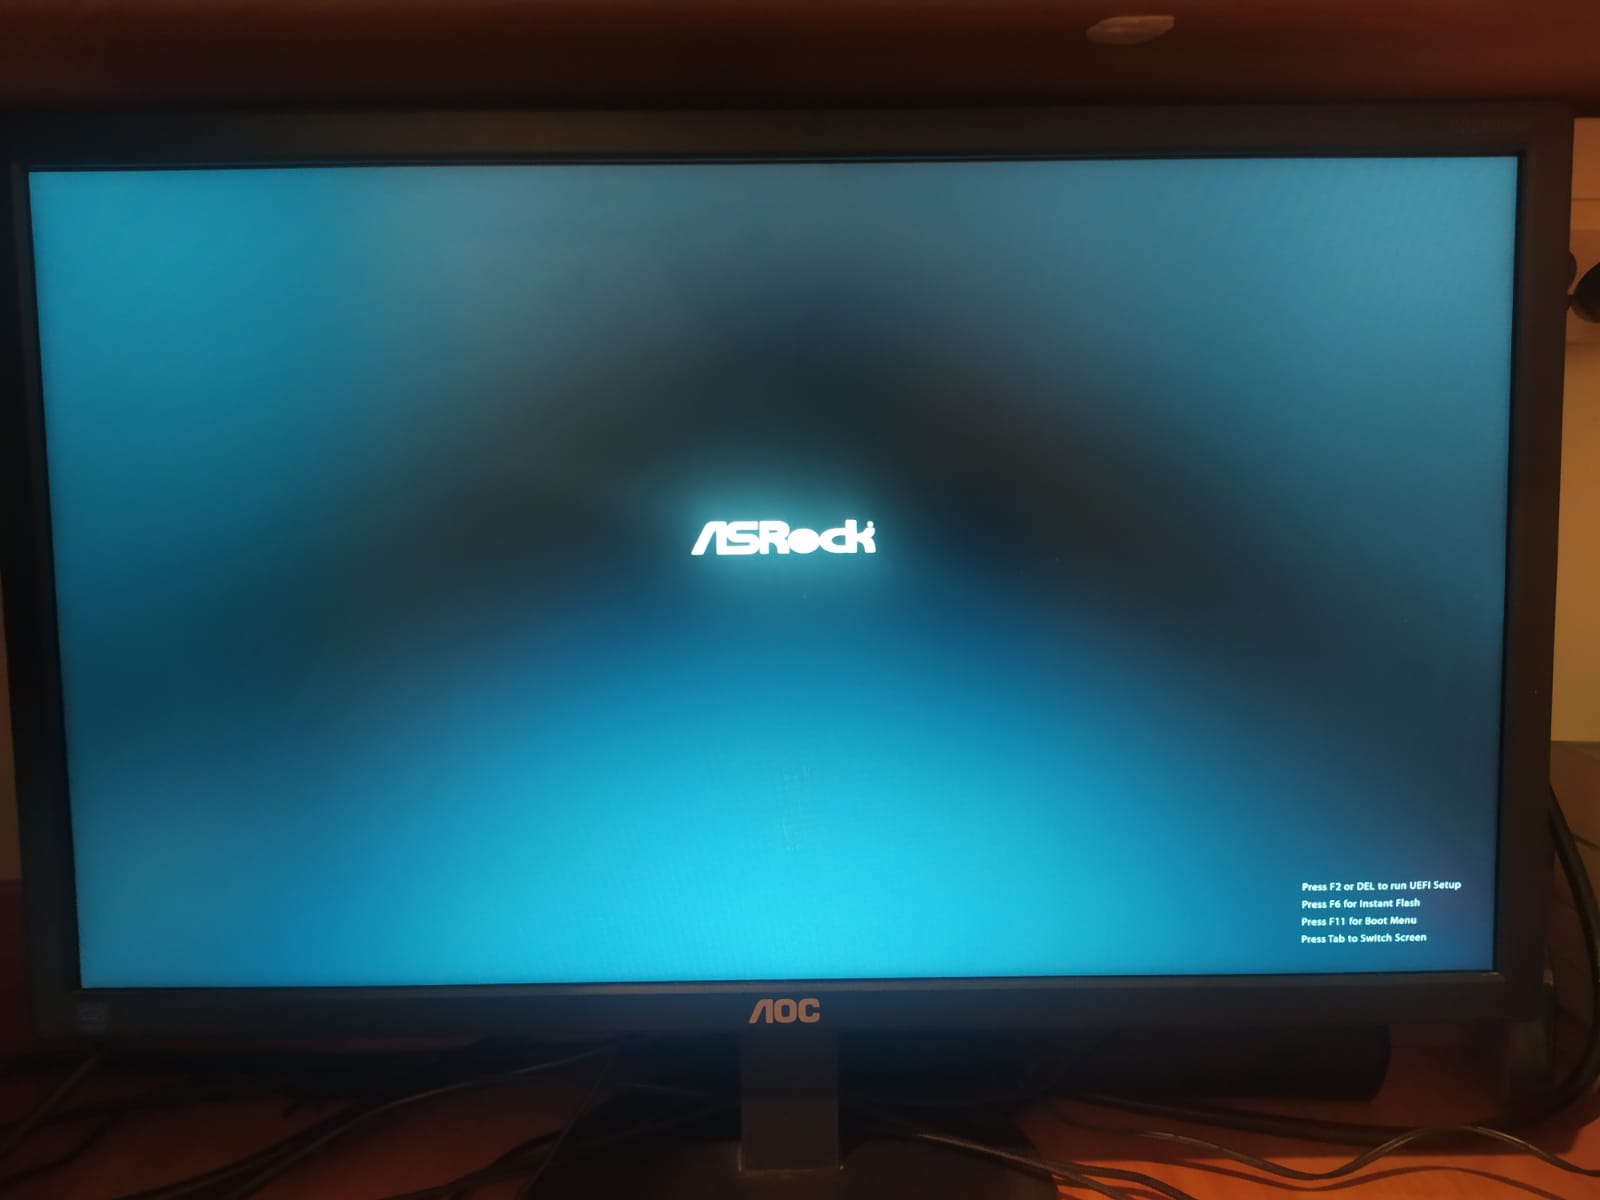 ASRock
Press F2 or DEL to run UEFI Setup
Press F6 for Instant Flash
Press F11 for Boot Menu
Press Tab to Switch Screen
AOC